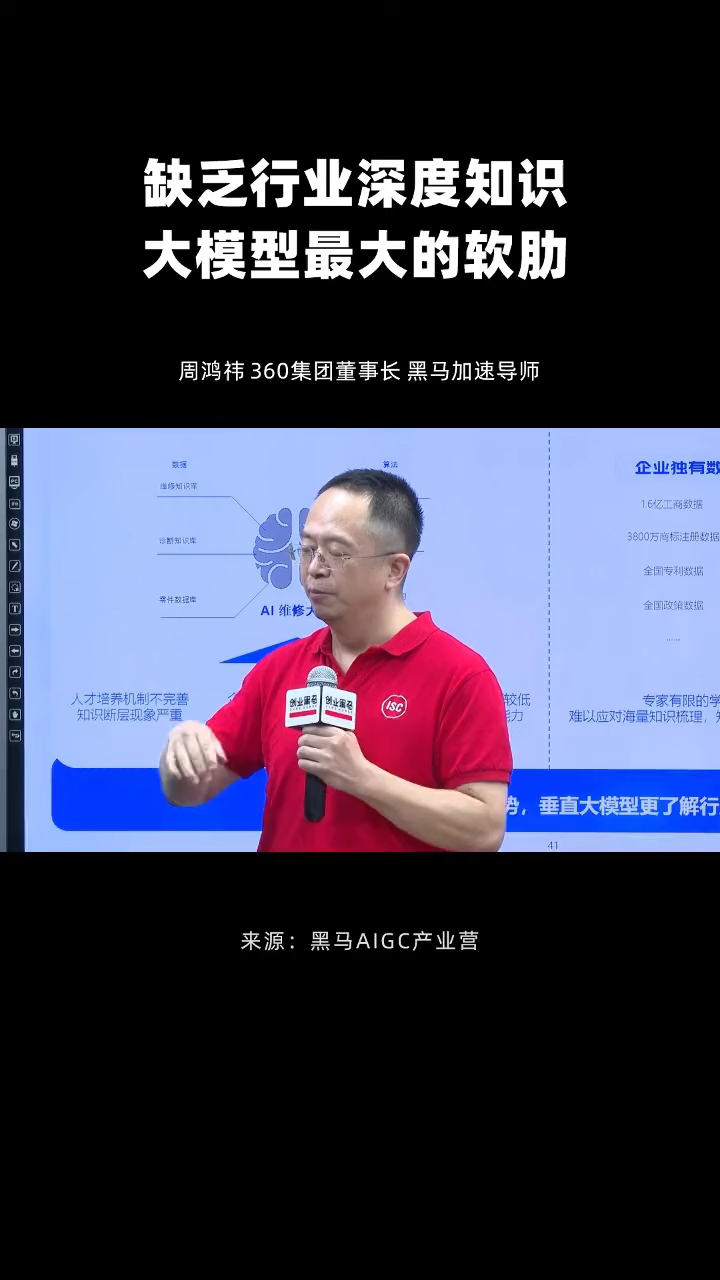 缺乏行业深度知识
大模型最大的软肋
周鸿祎 360集团董事长 黑马加速导师
数据
算法
企业独有数
维修知识库
1.6亿工商数据
诊断知识库
3800万商标注册数据
全国专利数据
零件数据库
全国政策数据
AI 维修
......
人才培养机制不完善
知识断层现象严重
较低
能力
专家有限的学
难以应对海量知识梳理，
创业黑马
创业黑马
ISC
势，垂直大模型更了解行
41
来源：黑马AIGC产业营